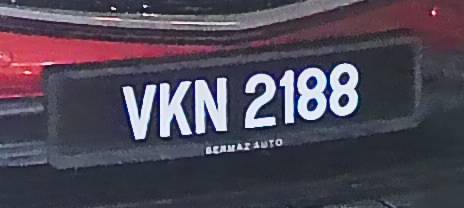 VKN 2188
BERMAZ AUTO